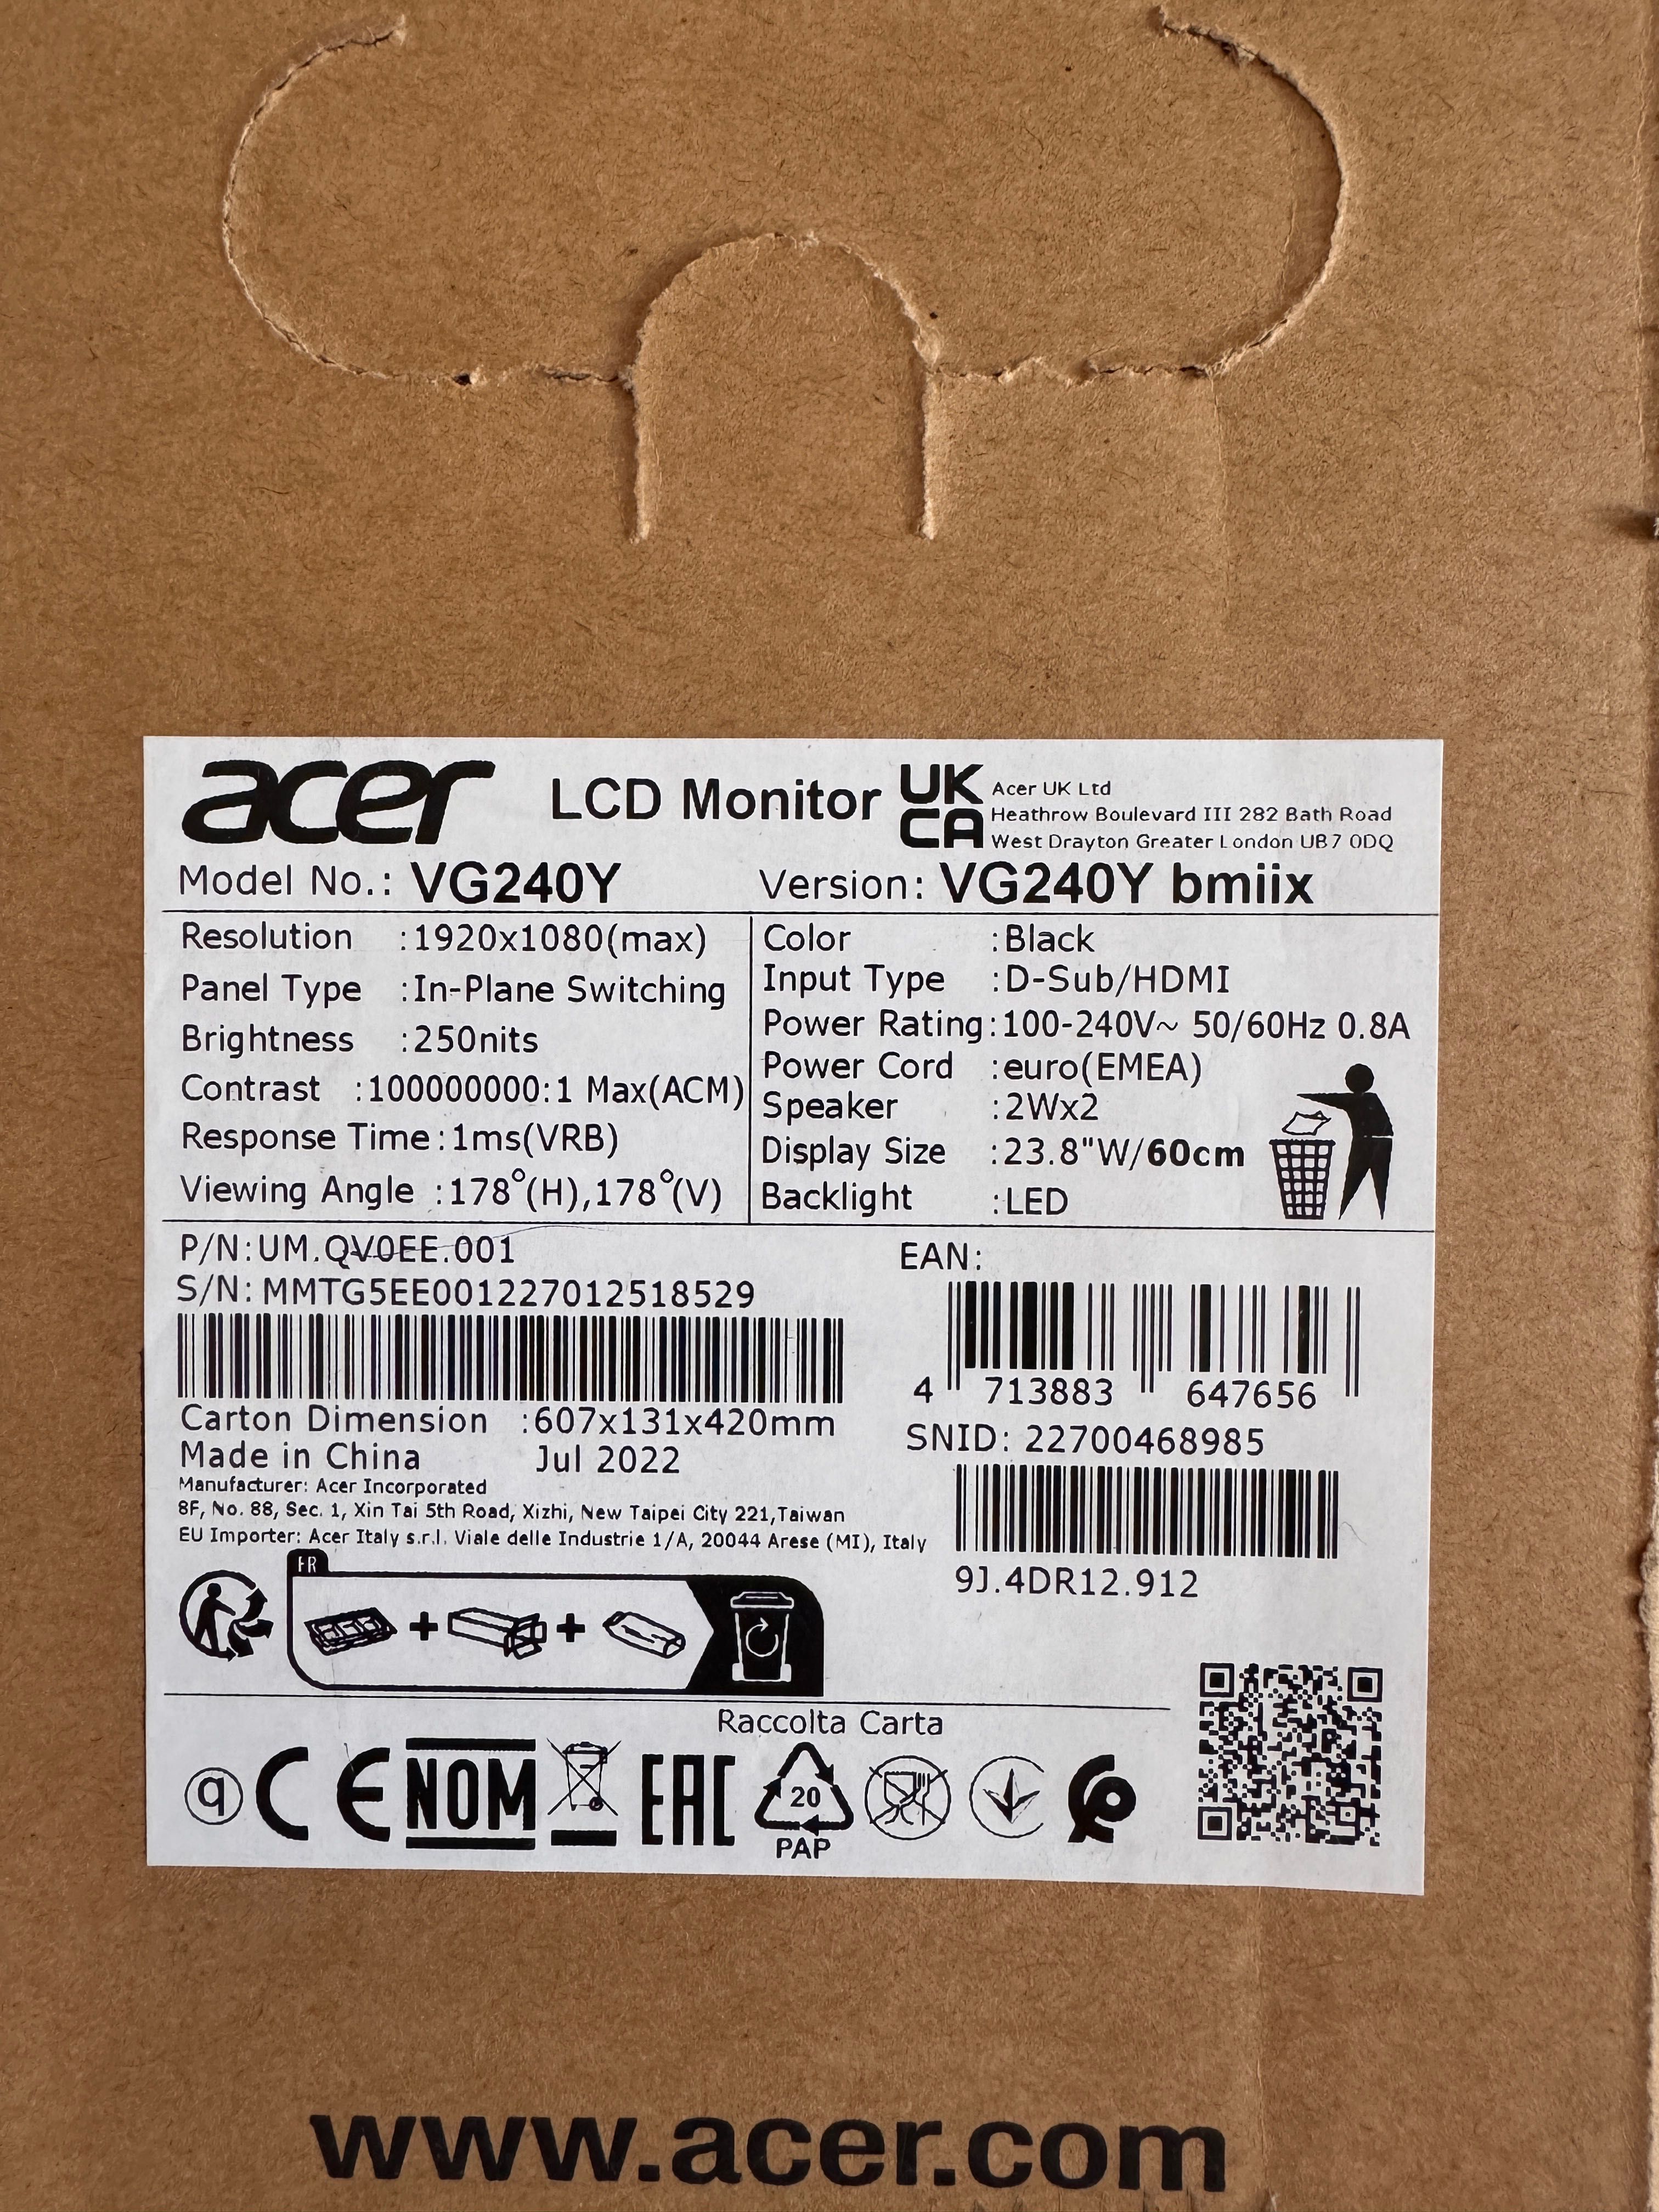 acer LCD Monitor UK CA Acer UK Ltd
Heathrow Boulevard III 282 Bath Road
West Drayton Greater London UB7 0DQ
Model No.: VG240Y Version: VG240Y bmiix
Resolution :1920x1080(max)
Panel Type :In-Plane Switching
Brightness :250nits
Contrast :100000000:1 Max(ACM)
Response Time:1ms(VRB)
Viewing Angle :178°(H),178°(V)
Color :Black
Input Type :D-Sub/HDMI
Power Rating:100-240V~ 50/60Hz 0.8A
Power Cord :euro(EMEA)
Speaker :2Wx2
Display Size :23.8"W/60cm
Backlight :LED
P/N:UM.QV0EE.001
S/N:MMTG5EE001227012518529
Carton Dimension :607x131x420mm
Made in China Jul 2022
Manufacturer: Acer Incorporated
8F, No. 88, Sec. 1, Xin Tai 5th Road, Xizhi, New Taipei City 221,Taiwan
EU Importer: Acer Italy s.r.l. Viale delle Industrie 1/A, 20044 Arese (MI), Italy
EAN:
4 713883 647656
SNID: 22700468985
9J.4DR12.912
FR
Raccolta Carta
q CE NOM EAC 20
PAP
www.acer.com